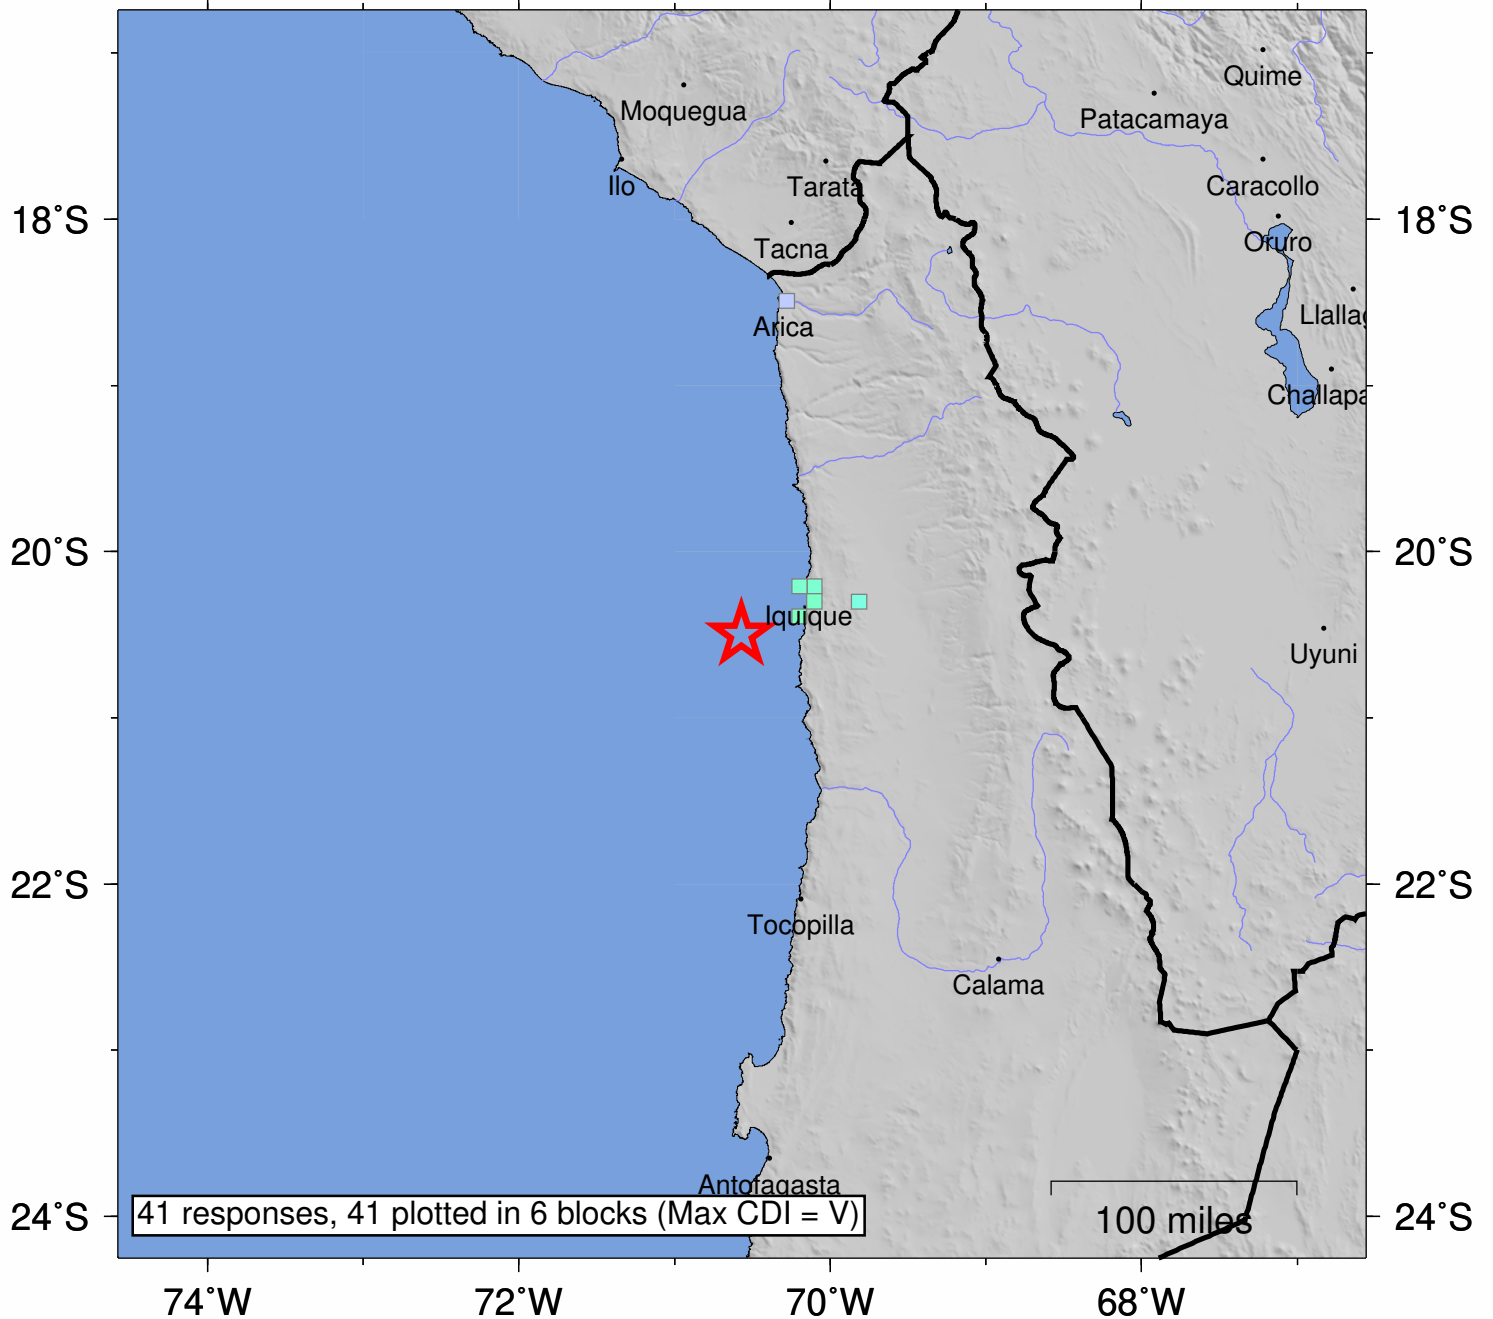 Quime
Moquegua
Patacamaya
Ilo
Tarata
Caracollo
18˚S
18˚S
Tacna
Oruro
Arica
Llallag
Challapa
20˚S
20˚S
Iquique
Uyuni
22˚S
22˚S
Tocopilla
Calama
Antofagasta
41 responses, 41 plotted in 6 blocks (Max CDI = V)
100 miles
24˚S
24˚S
74˚W
72˚W
70˚W
68˚W